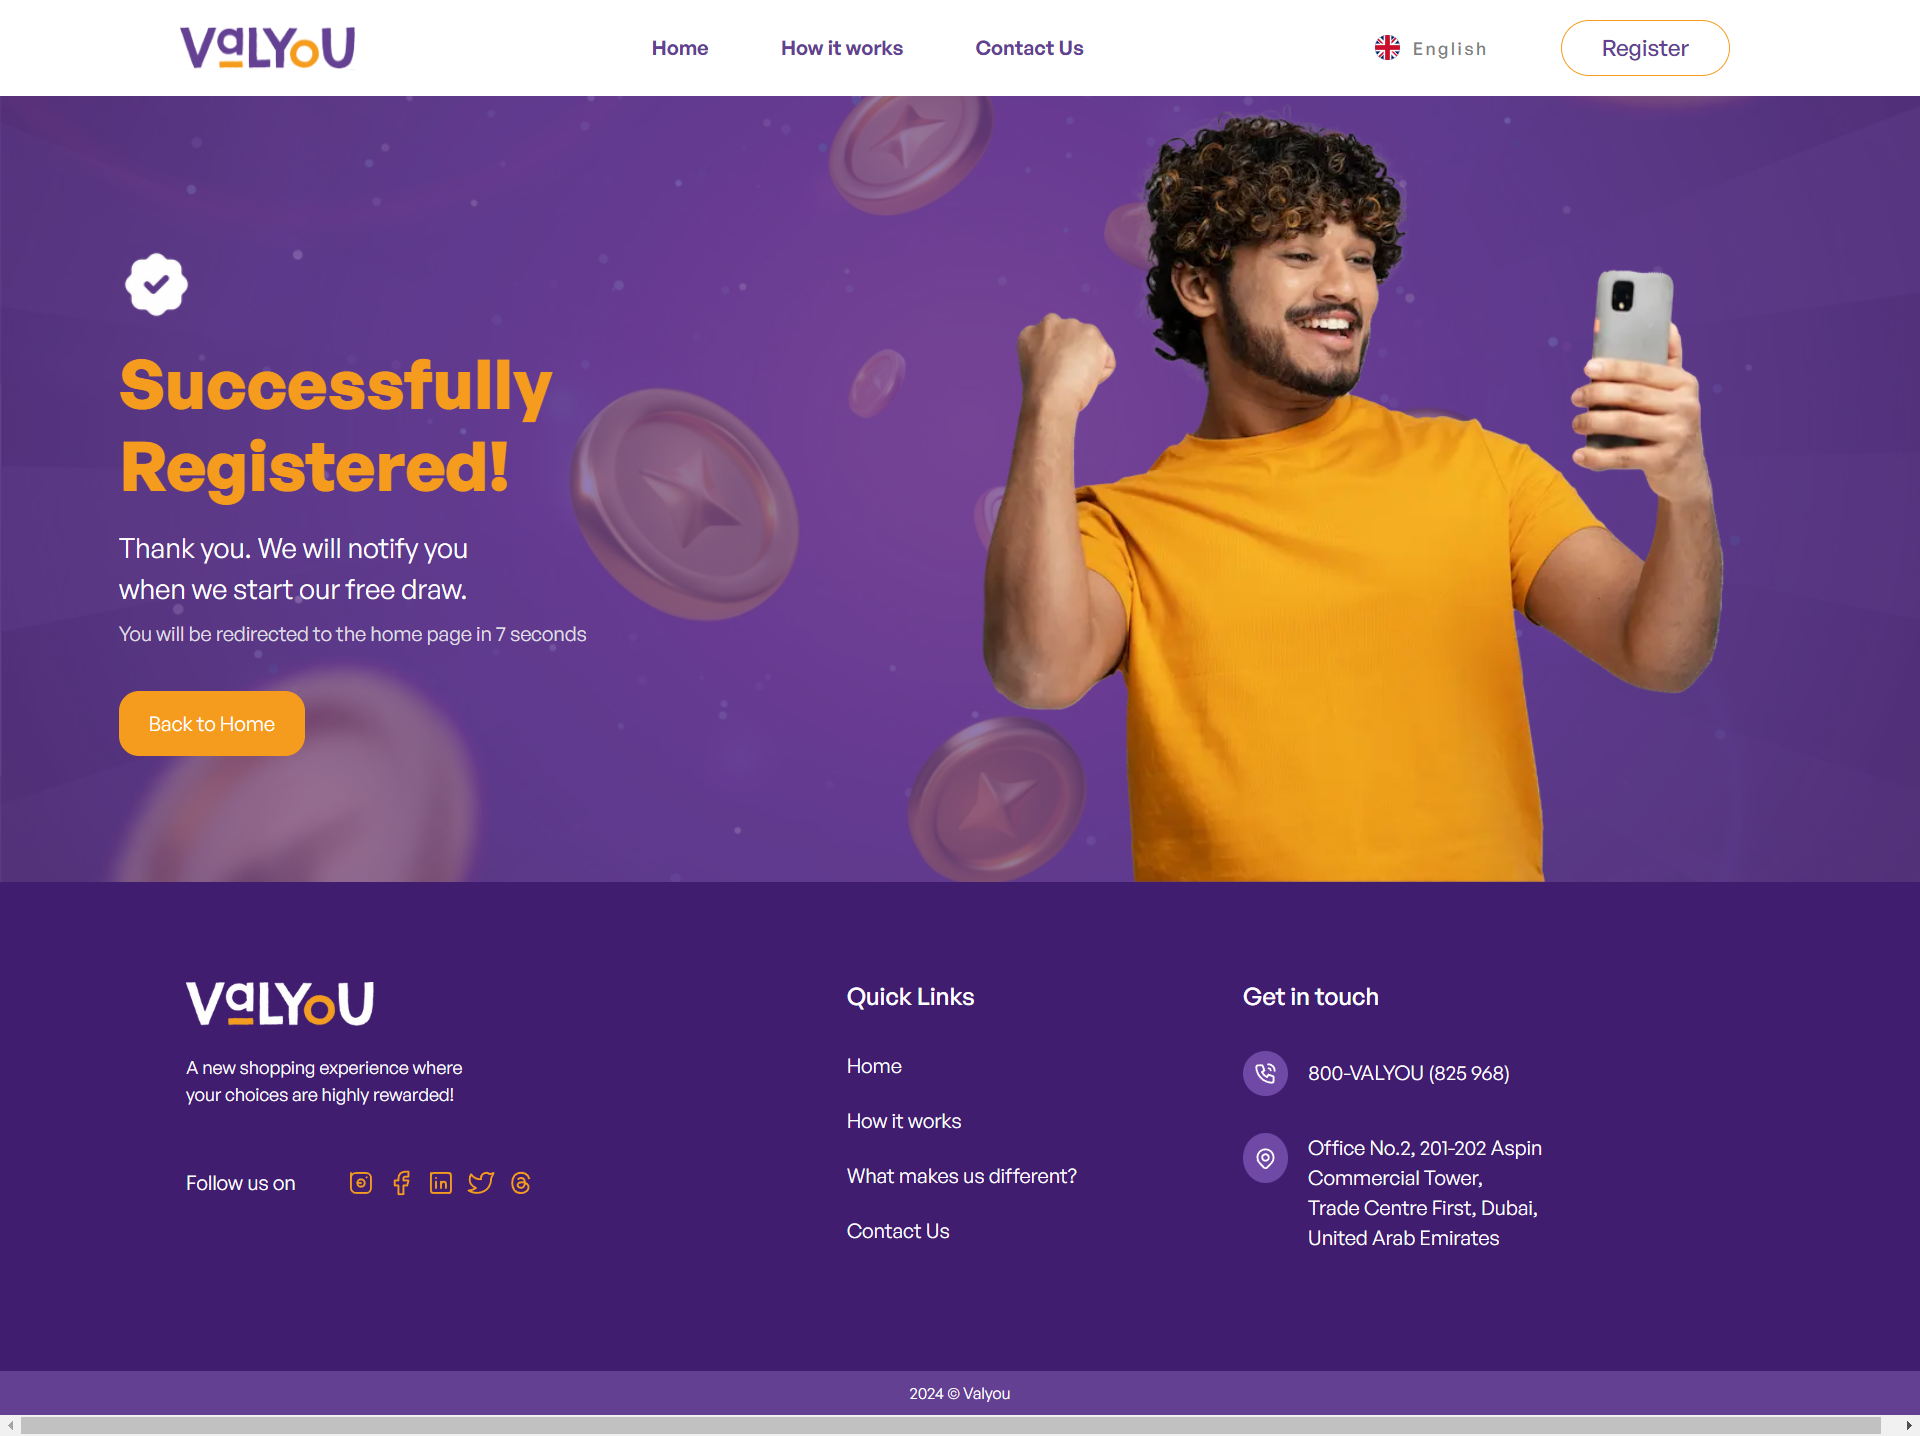 VaLYoU
Home
How it works
Contact Us
English
Register
Successfully
Registered!
Thank you. We will notify you
when we start our free draw.
You will be redirected to the home page in 7 seconds
Back to Home
VaLYoU
A new shopping experience where
your choices are highly rewarded!
Follow us on
Quick Links
Home
How it works
What makes us different?
Contact Us
Get in touch
800-VALYOU (825 968)
Office No.2, 201-202 Aspin
Commercial Tower,
Trade Centre First, Dubai,
United Arab Emirates
2024 © Valyou